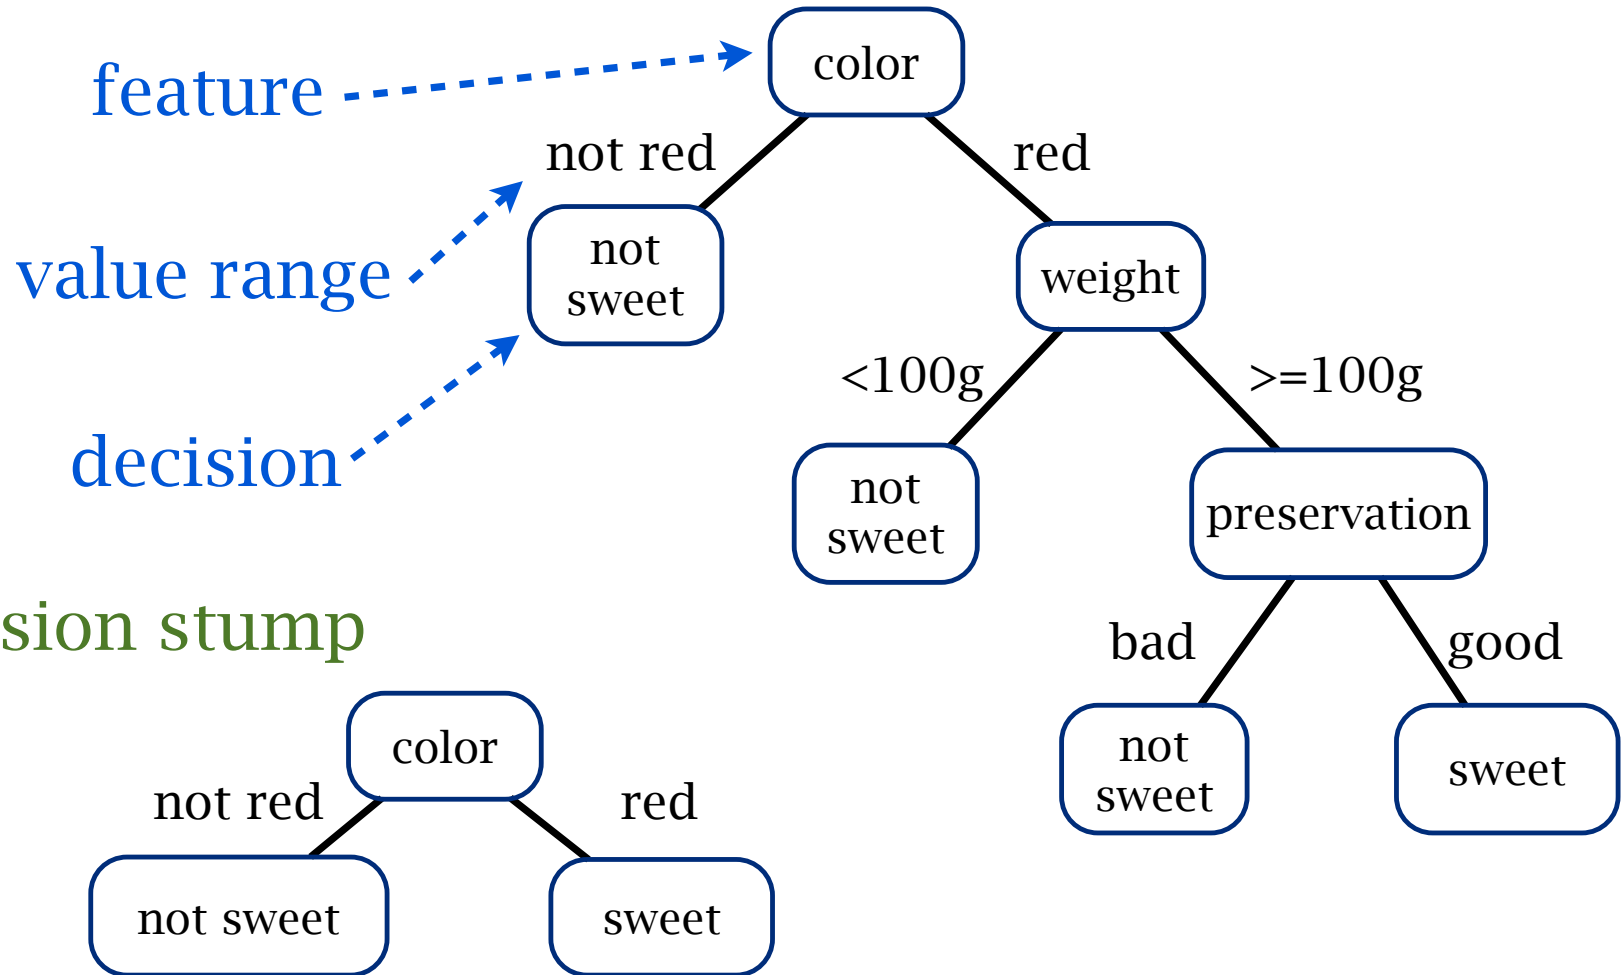 color
feature
not red
red
not
sweet
value range
weight
<100g
>=100g
decision
not
sweet
preservation
sion stump
bad
good
color
not
sweet
sweet
not red
red
not sweet
sweet